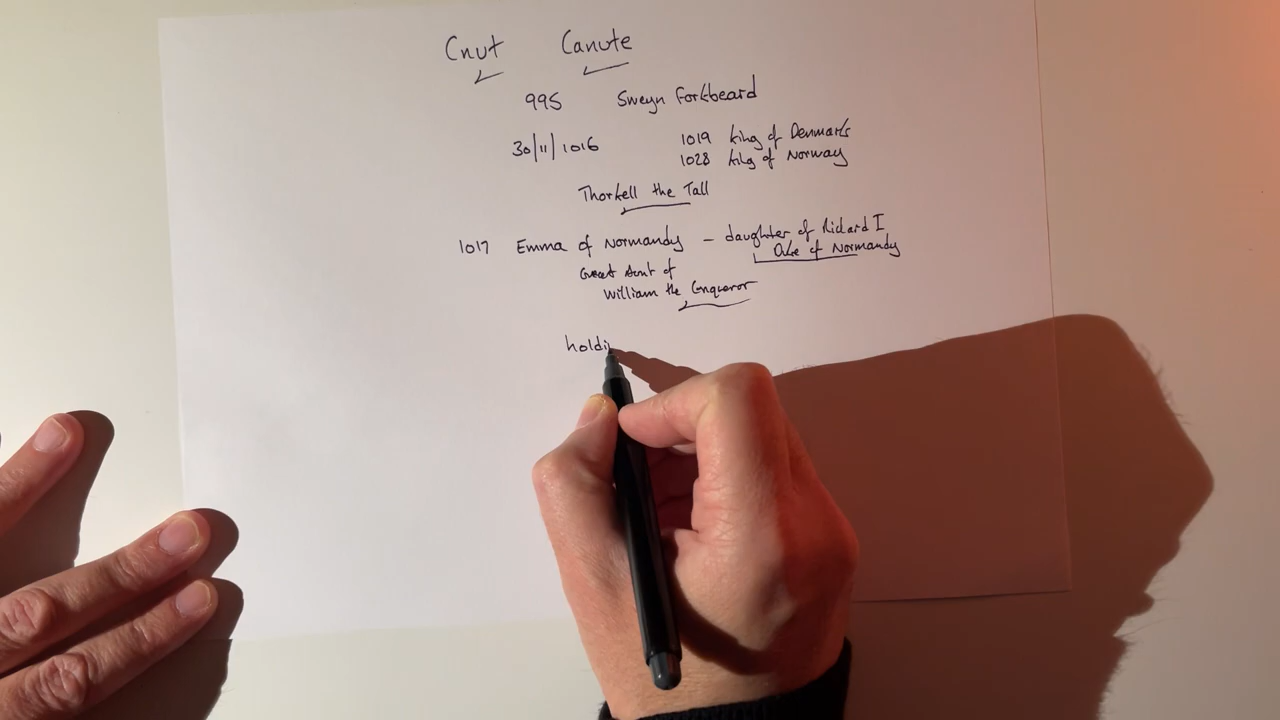 Cnut Canute
995 Sweyn Forkbeard
30/11/1016 1019 King of Denmark
1028 King of Norway
Thorkell the Tall
1017 Emma of Normandy – daughter of Richard I
Duke of Normandy
Great Aunt of
William the Conqueror
holdi